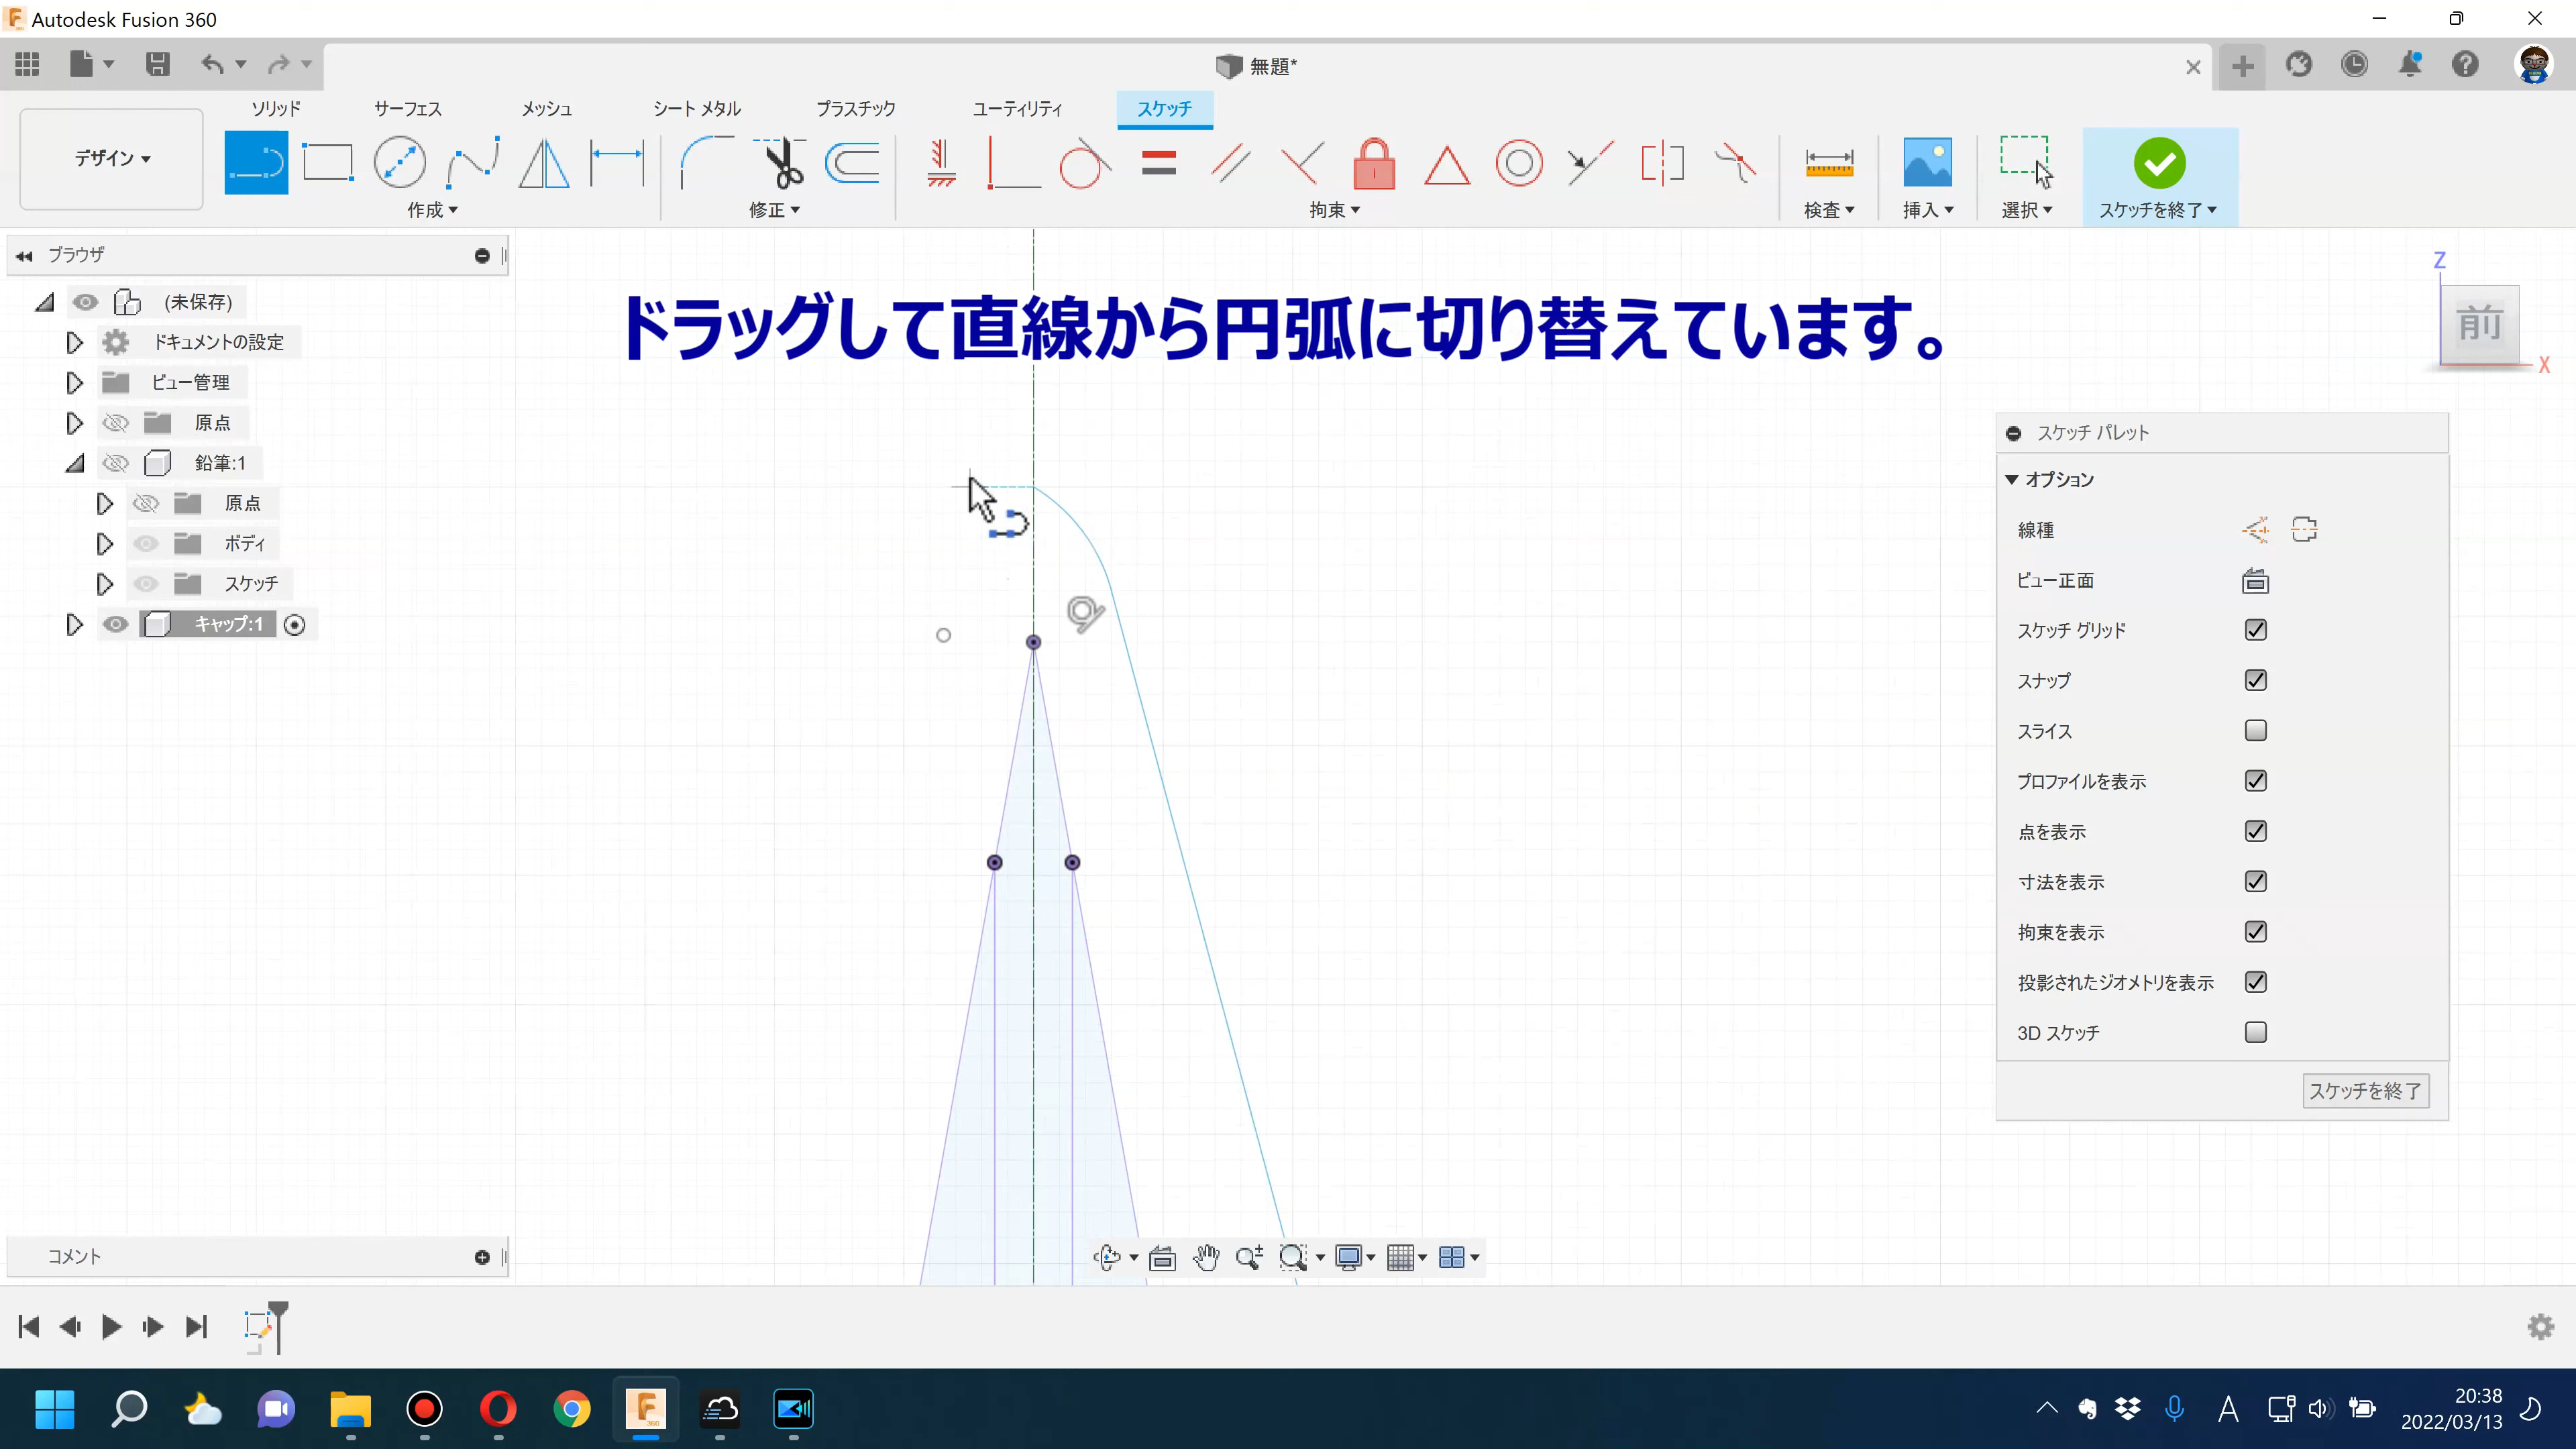 Autodesk Fusion 360
無題*
ソリッド サーフェス メッシュ シート メタル プラスチック ユーティリティ スケッチ
デザイン
作成 修正 拘束 検査 挿入 選択 スケッチを終了
ブラウザ
(未保存)
ドキュメントの設定
ビュー管理
原点
鉛筆:1
原点
ボディ
スケッチ
キャップ:1
ドラッグして直線から円弧に切り替えています。
Z
前
X
スケッチ パレット
オプション
線種
ビュー正面
スケッチ グリッド
スナップ
スライス
プロファイルを表示
点を表示
寸法を表示
拘束を表示
投影されたジオメトリを表示
3D スケッチ
スケッチを終了
コメント
360
A
20:38
2022/03/13